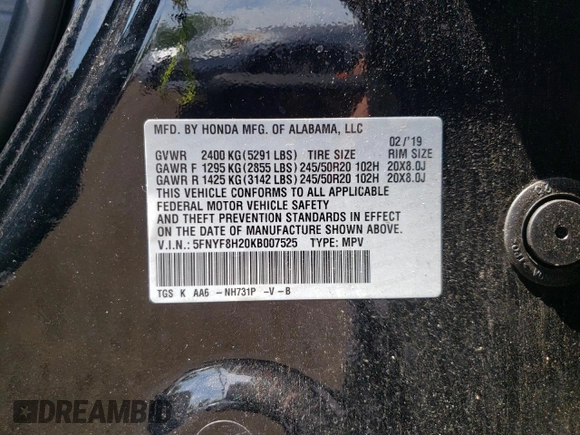 MFD. BY HONDA MFG. OF ALABAMA, LLC
02/'19
GVWR 2400 KG (5291 LBS) TIRE SIZE RIM SIZE
GAWR F 1295 KG (2855 LBS) 245/50R20 102H 20X8.0J
GAWR R 1425 KG (3142 LBS) 245/50R20 102H 20X8.0J
THIS VEHICLE CONFORMS TO ALL APPLICABLE
FEDERAL MOTOR VEHICLE SAFETY
AND THEFT PREVENTION STANDARDS IN EFFECT
ON THE DATE OF MANUFACTURE SHOWN ABOVE.
V.I.N.: 5FNYF8H20KB007525 TYPE: MPV
TGS K AA6 -NH731P -V-B
DREAMBID